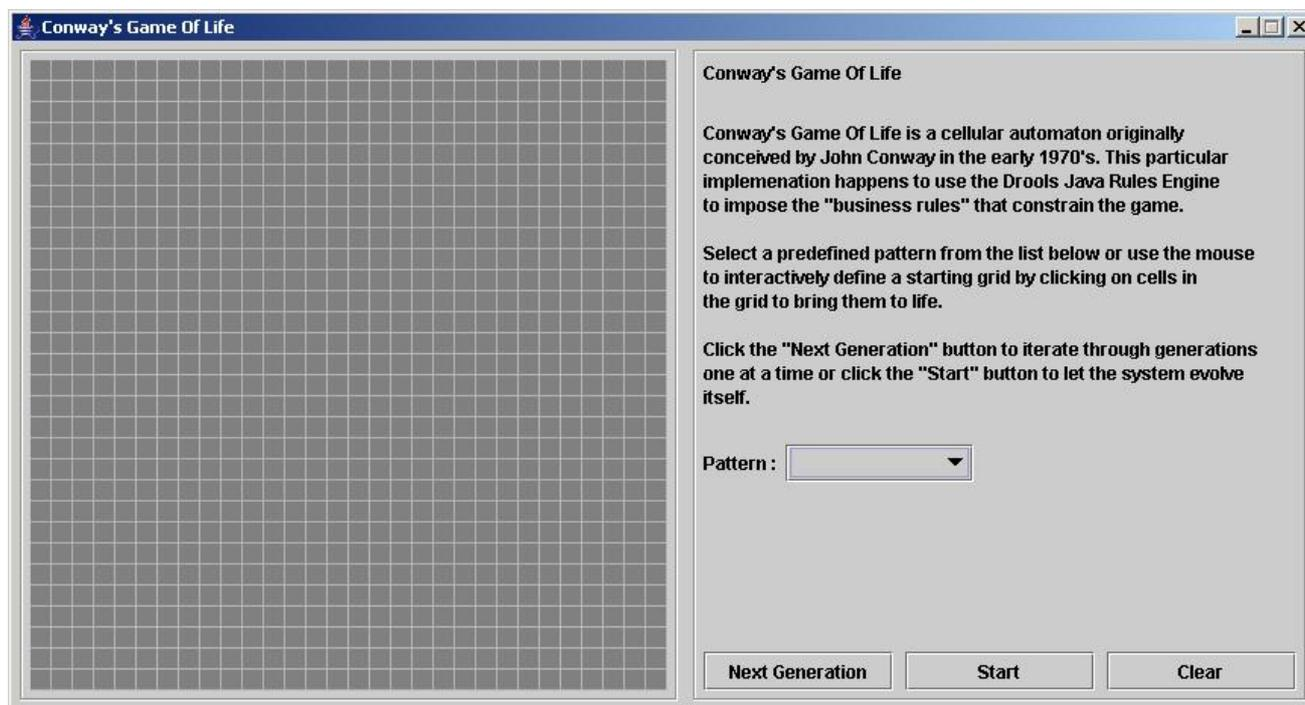 Conway's Game Of Life
Conway's Game Of Life
Conway's Game Of Life is a cellular automaton originally
conceived by John Conway in the early 1970's. This particular
implemenation happens to use the Drools Java Rules Engine
to impose the "business rules" that constrain the game.
Select a predefined pattern from the list below or use the mouse
to interactively define a starting grid by clicking on cells in
the grid to bring them to life.
Click the "Next Generation" button to iterate through generations
one at a time or click the "Start" button to let the system evolve
itself.
Pattern :
Next Generation Start Clear